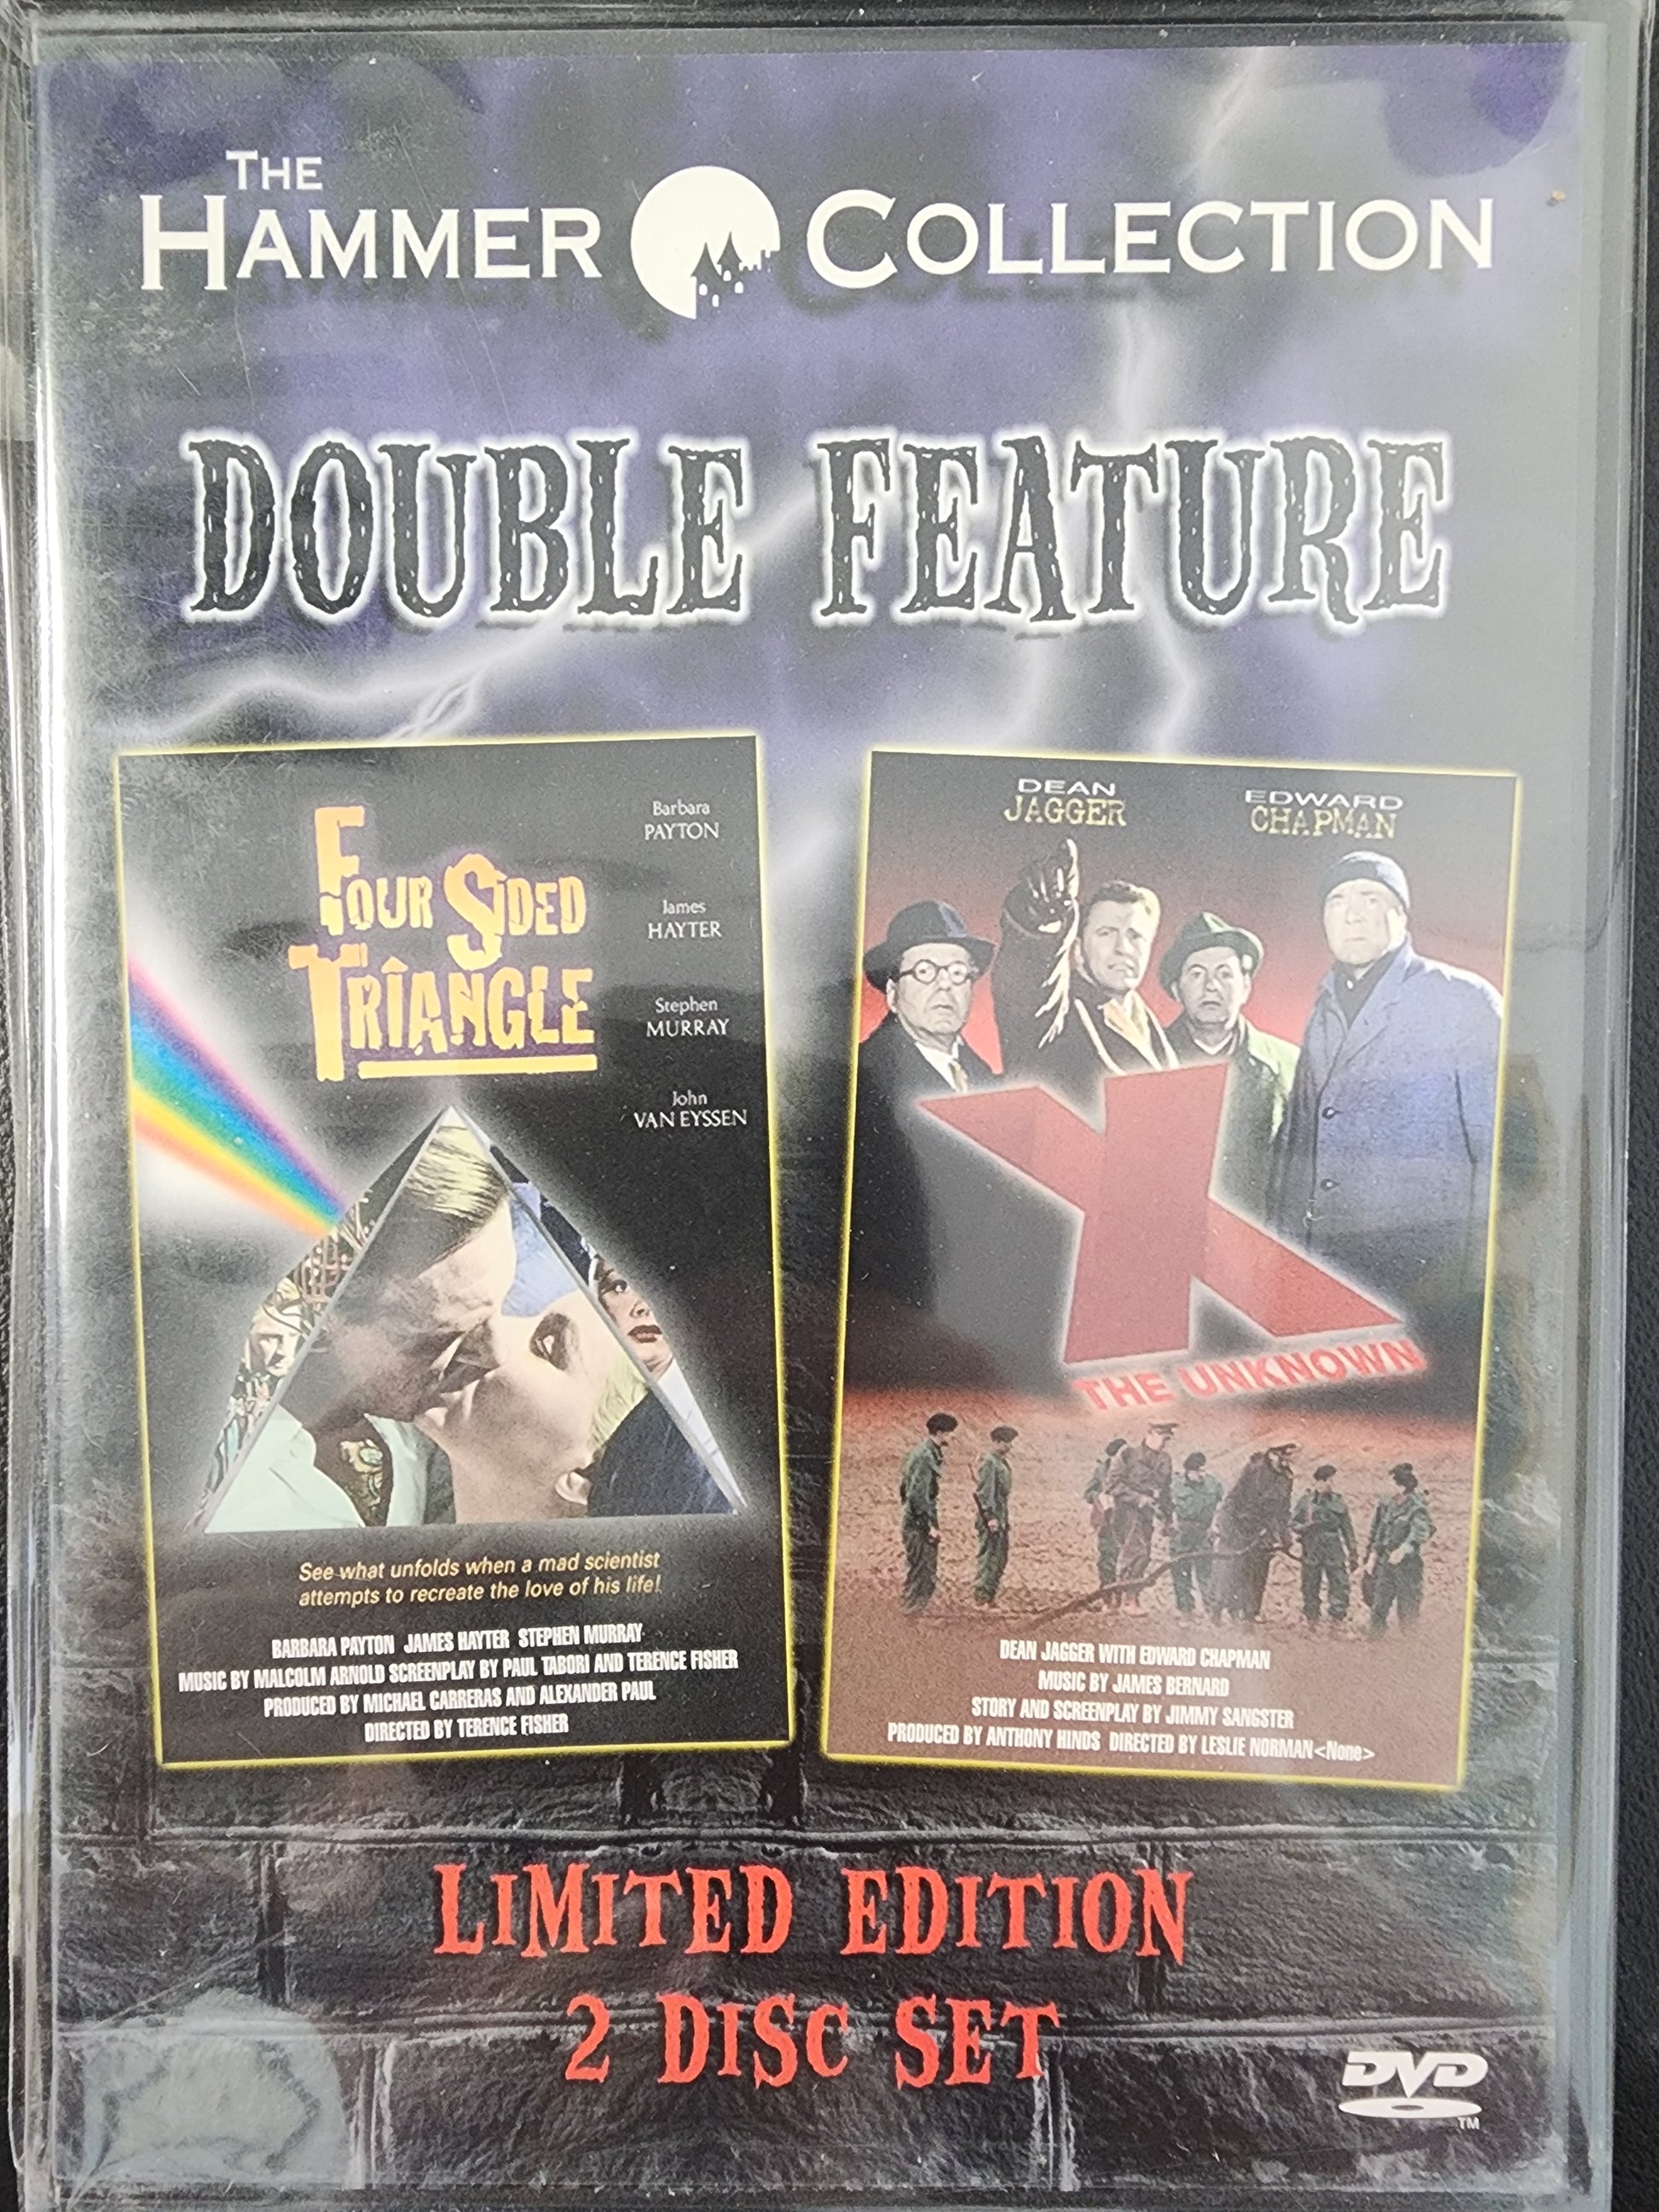 THE
HAMMER COLLECTION
DOUBLE FEATURE
FOUR SIDED
TRIANGLE
Barbara
PAYTON
James
HAYTER
Stephen
MURRAY
John
VAN EYSSEN
See what unfolds when a mad scientist
attempts to recreate the love of his life!
BARBARA PAYTON JAMES HAYTER STEPHEN MURRAY
MUSIC BY MALCOLM ARNOLD SCREENPLAY BY PAUL TABORI AND TERENCE FISHER
PRODUCED BY MICHAEL CARRERAS AND ALEXANDER PAUL
DIRECTED BY TERENCE FISHER
DEAN
JAGGER
EDWARD
CHAPMAN
X
THE UNKNOWN
DEAN JAGGER WITH EDWARD CHAPMAN
MUSIC BY JAMES BERNARD
STORY AND SCREENPLAY BY JIMMY SANGSTER
PRODUCED BY ANTHONY HINDS DIRECTED BY LESLIE NORMAN<None>
LIMITED EDITION
2 DISC SET
DVD
TM